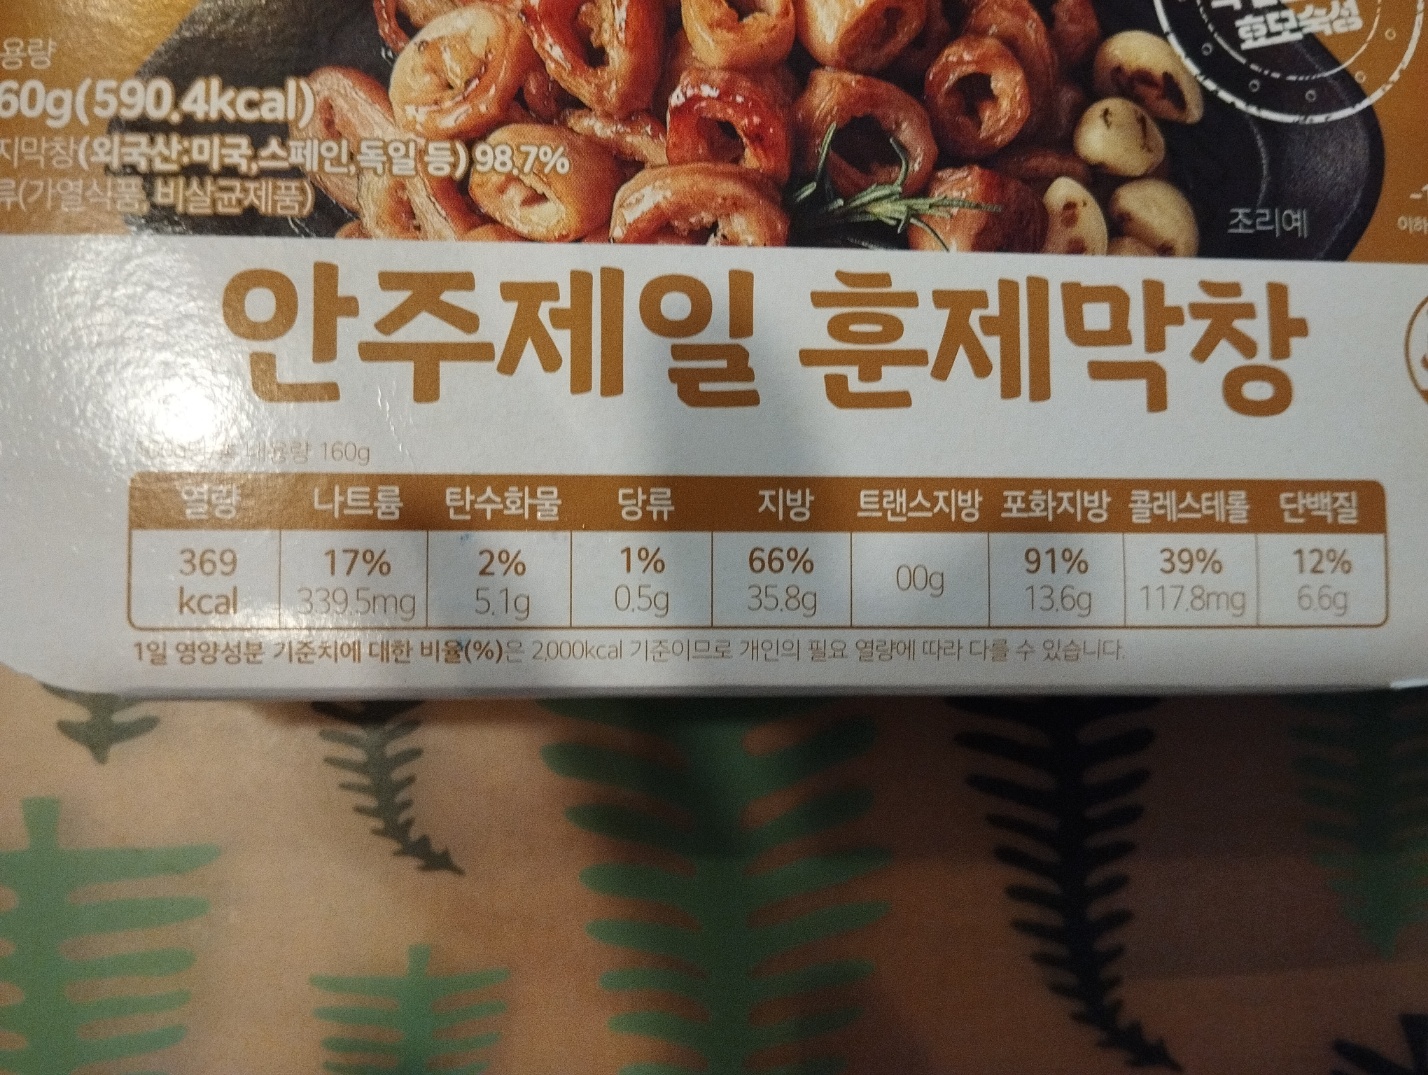 용량
60g(590.4kcal)
지막창(외국산:미국,스페인,독일 등) 98.7%
류(가열식품, 비살균제품)
효모숙성
조리예
안주제일 훈제막창
내용량 160g
열량 나트륨 탄수화물 당류 지방 트랜스지방 포화지방 콜레스테롤 단백질
369 17% 2% 1% 66% 00g 91% 39% 12%
kcal 339.5mg 5.1g 0.5g 35.8g 13.6g 117.8mg 6.6g
1일 영양성분 기준치에 대한 비율(%)은 2,000kcal 기준이므로 개인의 필요 열량에 따라 다를 수 있습니다.